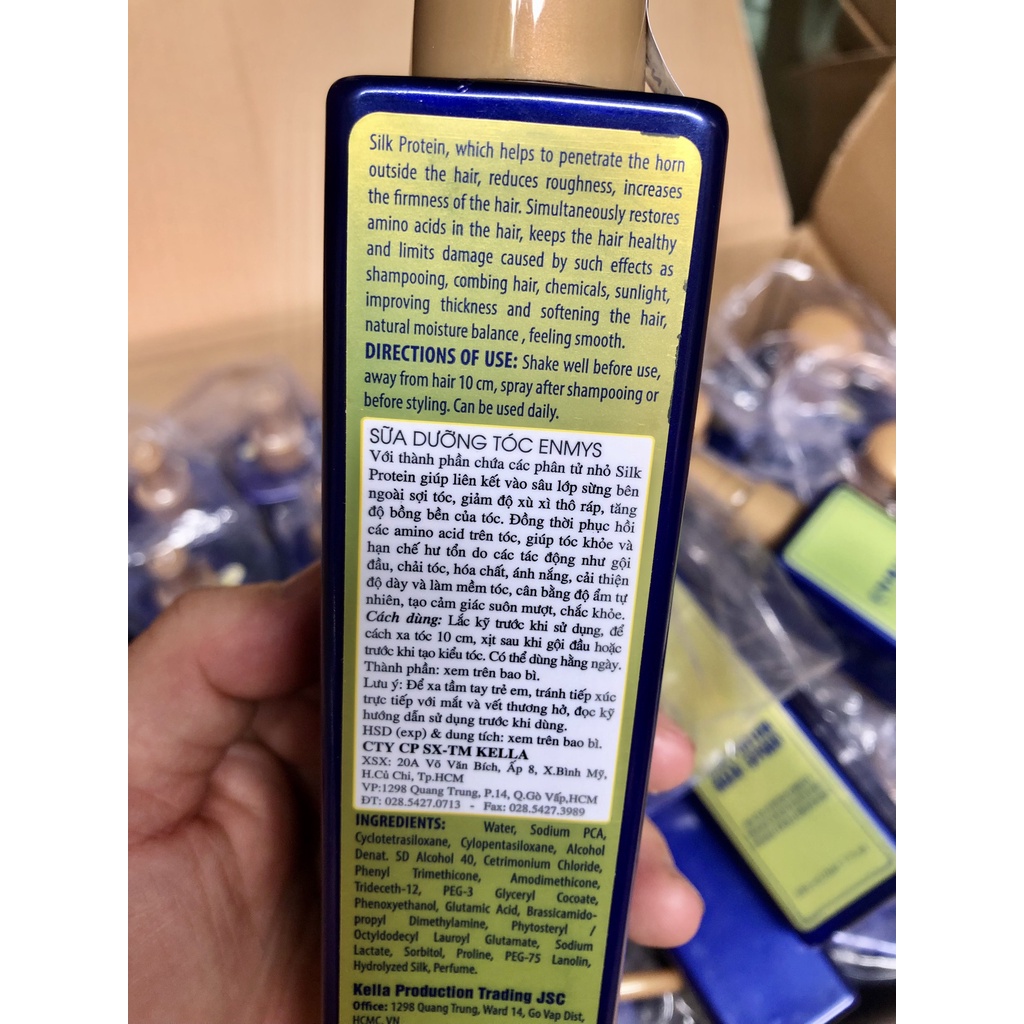 Silk Protein, which helps to penetrate the horn
outside the hair, reduces roughness, increases
the firmness of the hair. Simultaneously restores
amino acids in the hair, keeps the hair healthy
and limits damage caused by such effects as
shampooing, combing hair, chemicals, sunlight,
improving thickness and softening the hair,
natural moisture balance , feeling smooth.
DIRECTIONS OF USE: Shake well before use,
away from hair 10 cm, spray after shampooing or
before styling. Can be used daily.
SỮA DƯỠNG TÓC ENMYS
Với thành phần chứa các phân tử nhỏ Silk
Protein giúp liên kết vào sâu lớp sừng bên
ngoài sợi tóc, giảm độ xù xì thô ráp, tăng
độ bồng bền của tóc. Đồng thời phục hồi
các amino acid trên tóc, giúp tóc khỏe và
hạn chế hư tổn do các tác động như gội
đầu, chải tóc, hóa chất, ánh nắng, cải thiện
độ dày và làm mềm tóc, cân bằng độ ẩm tự
nhiên, tạo cảm giác suôn mượt, chắc khỏe.
Cách dùng: Lắc kỹ trước khi sử dụng, để
cách xa tóc 10 cm, xịt sau khi gội đầu hoặc
trước khi tạo kiểu tóc. Có thể dùng hằng ngày.
Thành phần: xem trên bao bì.
Lưu ý: Để xa tầm tay trẻ em, tránh tiếp xúc
trực tiếp với mắt và vết thương hở, đọc kỹ
hướng dẫn sử dụng trước khi dùng.
HSD (exp) & dung tích: xem trên bao bì.
CTY CP SX-TM KELLA
XSX: 20A Võ Văn Bích, Ấp 8, X.Bình Mỹ,
H.Củ Chi, Tp.HCM
VP:1298 Quang Trung, P.14, Q.Gò Vấp,HCM
ĐT: 028.5427.0713 - Fax: 028.5427.3989
INGREDIENTS: Water, Sodium PCA,
Cyclotetrasiloxane, Cylopentasiloxane, Alcohol
Denat. SD Alcohol 40, Cetrimonium Chloride,
Phenyl Trimethicone, Amodimethicone,
Trideceth-12, PEG-3 Glyceryl Cocoate,
Phenoxyethanol, Glutamic Acid, Brassicamido-
propyl Dimethylamine, Phytosteryl /
Octyldodecyl Lauroyl Glutamate, Sodium
Lactate, Sorbitol, Proline, PEG-75 Lanolin,
Hydrolyzed Silk, Perfume.
Kella Production Trading JSC
Office: 1298 Quang Trung, Ward 14, Go Vap Dist,
HCMC, VN